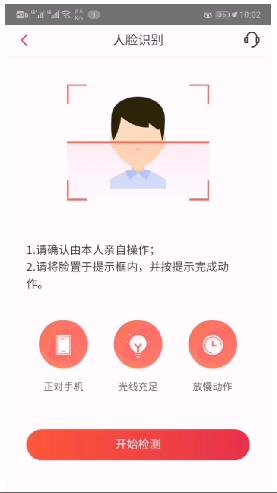 10:02
人脸识别
1.请确认由本人亲自操作；
2.请将脸置于提示框内，并按提示完成动
作。
正对手机
光线充足
放慢动作
开始检测